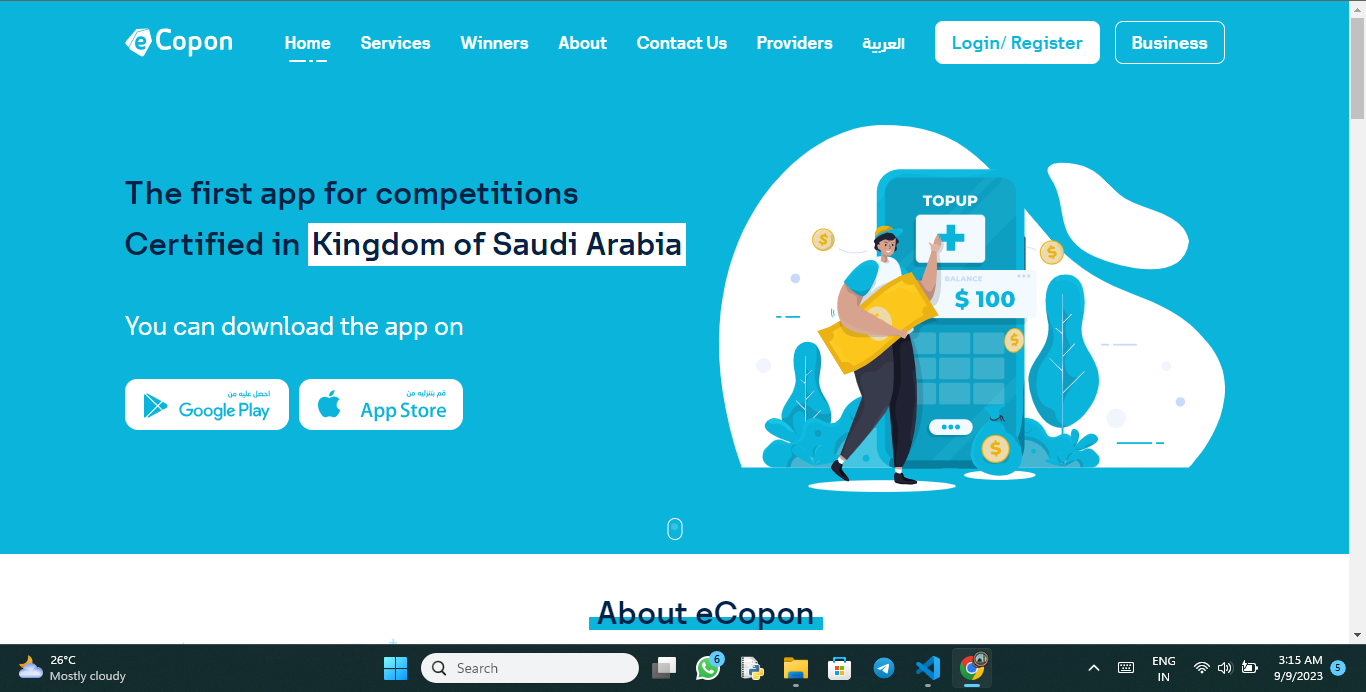 eCopon
Home Services Winners About Contact Us Providers العربية Login/ Register Business
The first app for competitions
Certified in Kingdom of Saudi Arabia
You can download the app on
احصل عليه من
Google Play
قم بتنزيله من
App Store
TOPUP
BALANCE
$ 100
About eCopon
26°C
Mostly cloudy
Search
6
ENG
IN
3:15 AM
9/9/2023
5